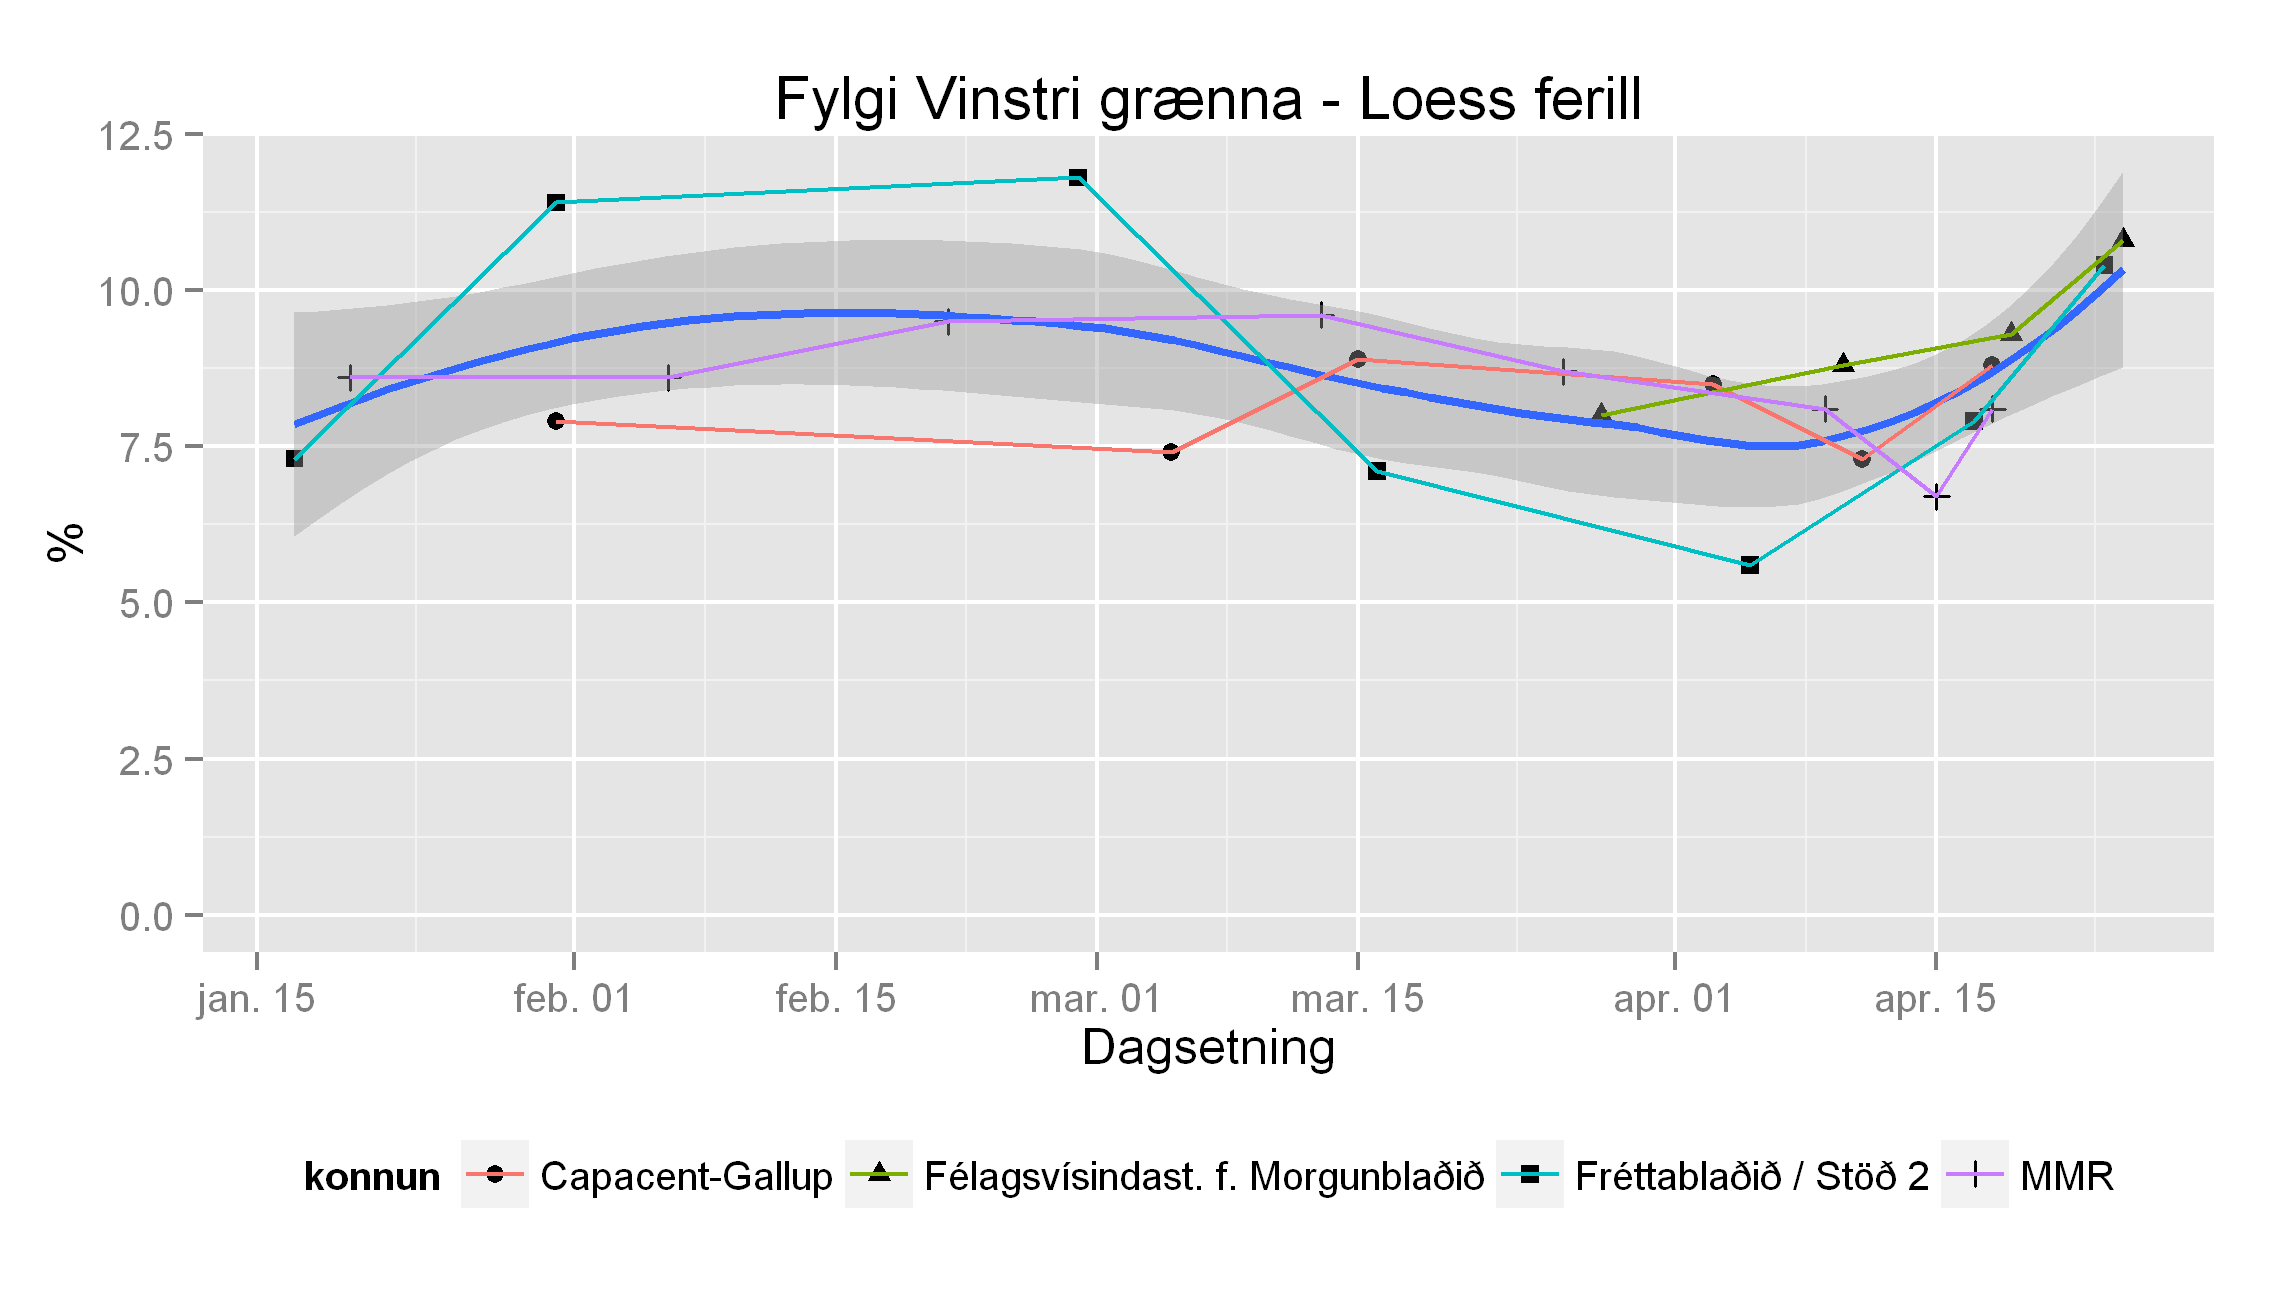 Fylgi Vinstri grænna - Loess ferill
12.5
10.0
7.5
5.0
2.5
0.0
%
jan. 15 feb. 01 feb. 15 mar. 01 mar. 15 apr. 01 apr. 15
Dagsetning
konnun Capacent-Gallup Félagsvísindast. f. Morgunblaðið Fréttablaðið / Stöð 2 MMR